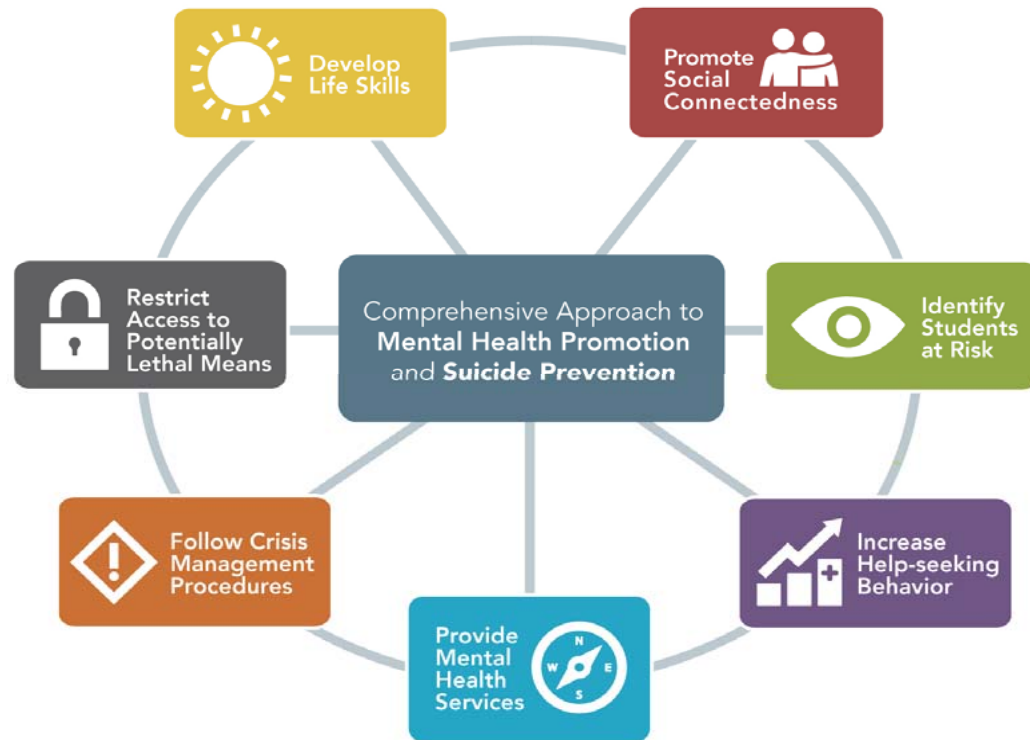 Develop
Life Skills
Promote
Social
Connectedness
Restrict
Access to
Potentially
Lethal Means
Comprehensive Approach to
Mental Health Promotion
and Suicide Prevention
Identify
Students
at Risk
Follow Crisis
Management
Procedures
Increase
Help-seeking
Behavior
Provide
Mental
Health
Services
N
W E
S